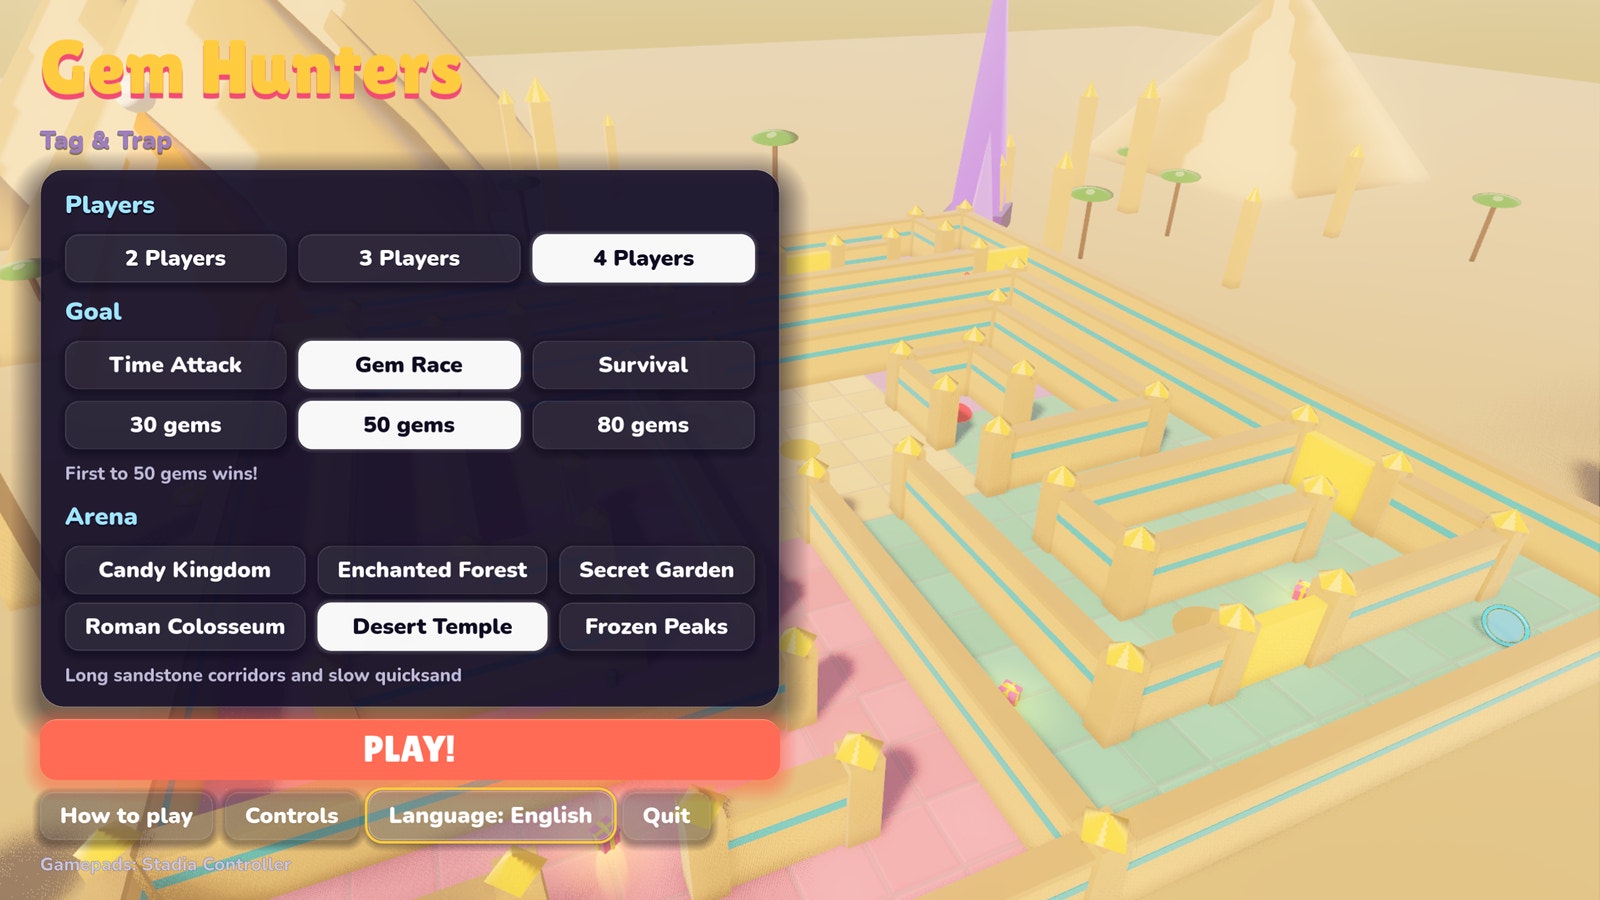 Gem Hunters
Tag & Trap
Players
2 Players
3 Players
4 Players
Goal
Time Attack
Gem Race
Survival
30 gems
50 gems
80 gems
First to 50 gems wins!
Arena
Candy Kingdom
Enchanted Forest
Secret Garden
Roman Colosseum
Desert Temple
Frozen Peaks
Long sandstone corridors and slow quicksand
PLAY!
How to play
Controls
Language: English
Quit
Gamepads: Stadia Controller